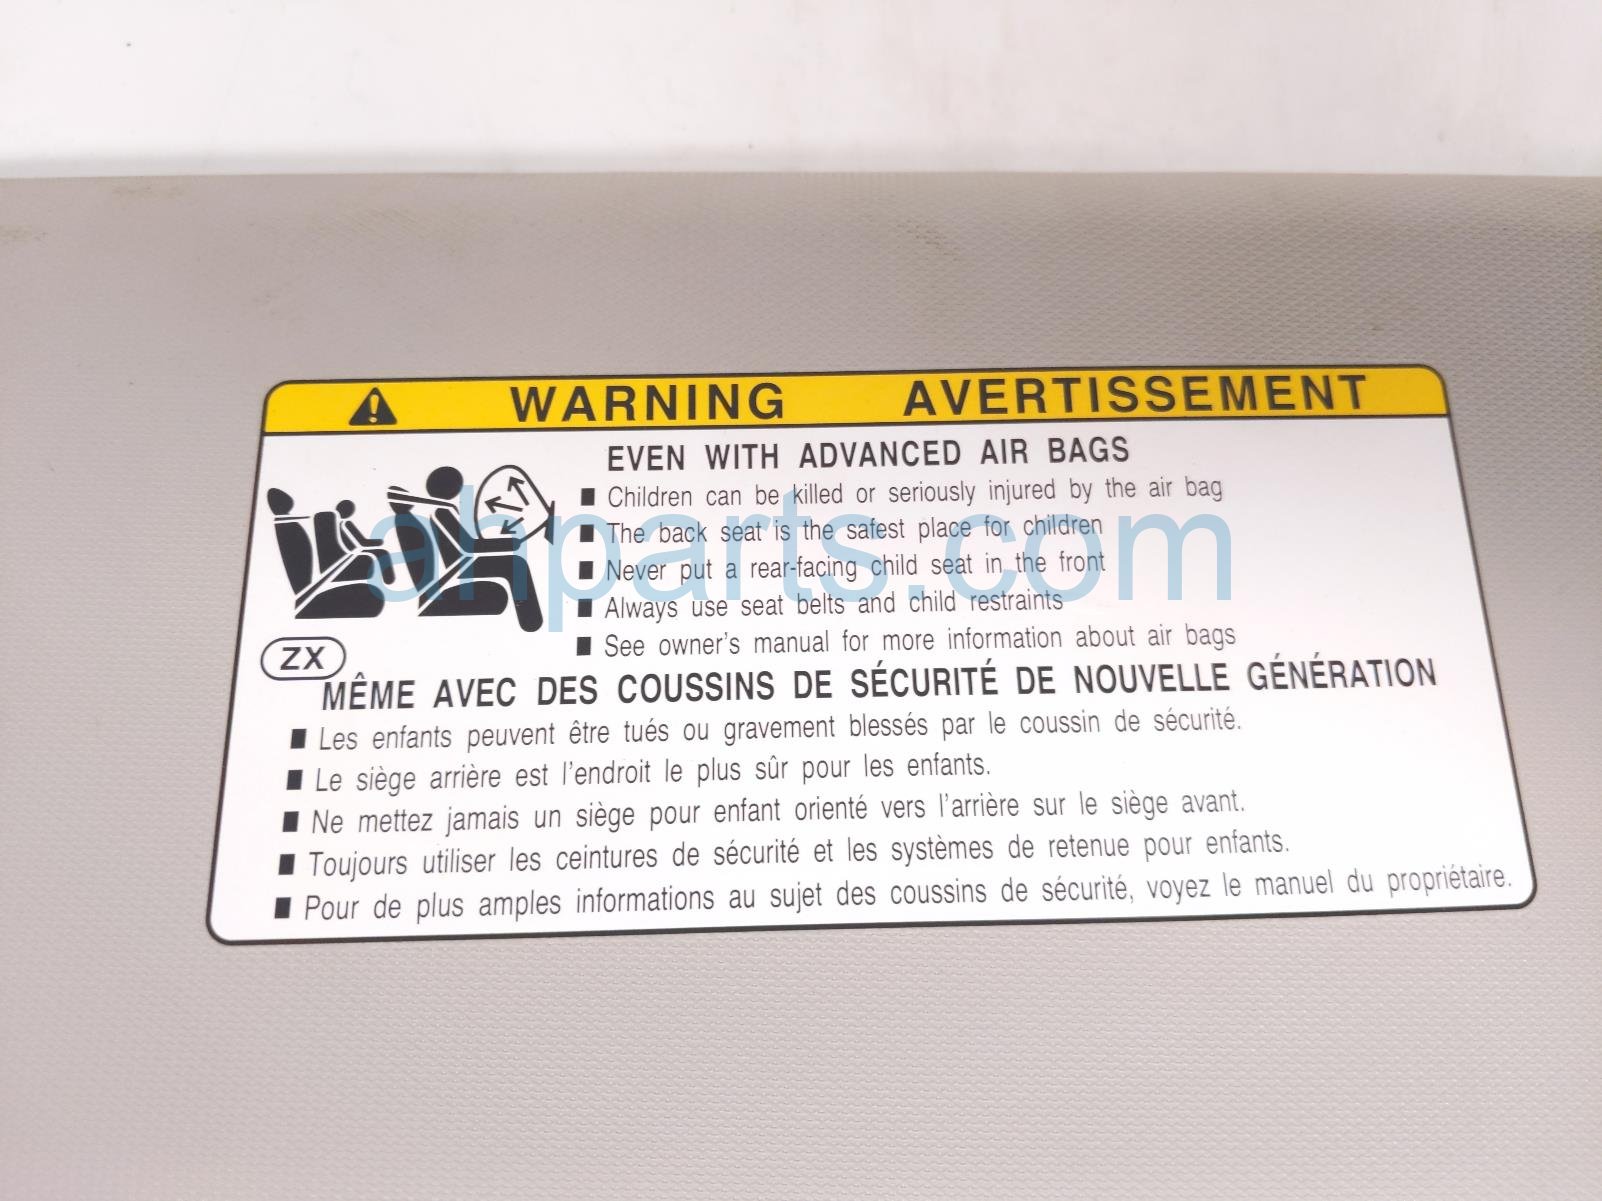 WARNING AVERTISSEMENT
EVEN WITH ADVANCED AIR BAGS
■ Children can be killed or seriously injured by the air bag
■ The back seat is the safest place for children
■ Never put a rear-facing child seat in the front
■ Always use seat belts and child restraints
■ See owner's manual for more information about air bags
ZX
MÊME AVEC DES COUSSINS DE SÉCURITÉ DE NOUVELLE GÉNÉRATION
■ Les enfants peuvent être tués ou gravement blessés par le coussin de sécurité.
■ Le siège arrière est l'endroit le plus sûr pour les enfants.
■ Ne mettez jamais un siège pour enfant orienté vers l'arrière sur le siège avant.
■ Toujours utiliser les ceintures de sécurité et les systèmes de retenue pour enfants.
■ Pour de plus amples informations au sujet des coussins de sécurité, voyez le manuel du propriétaire.
ahparts.com